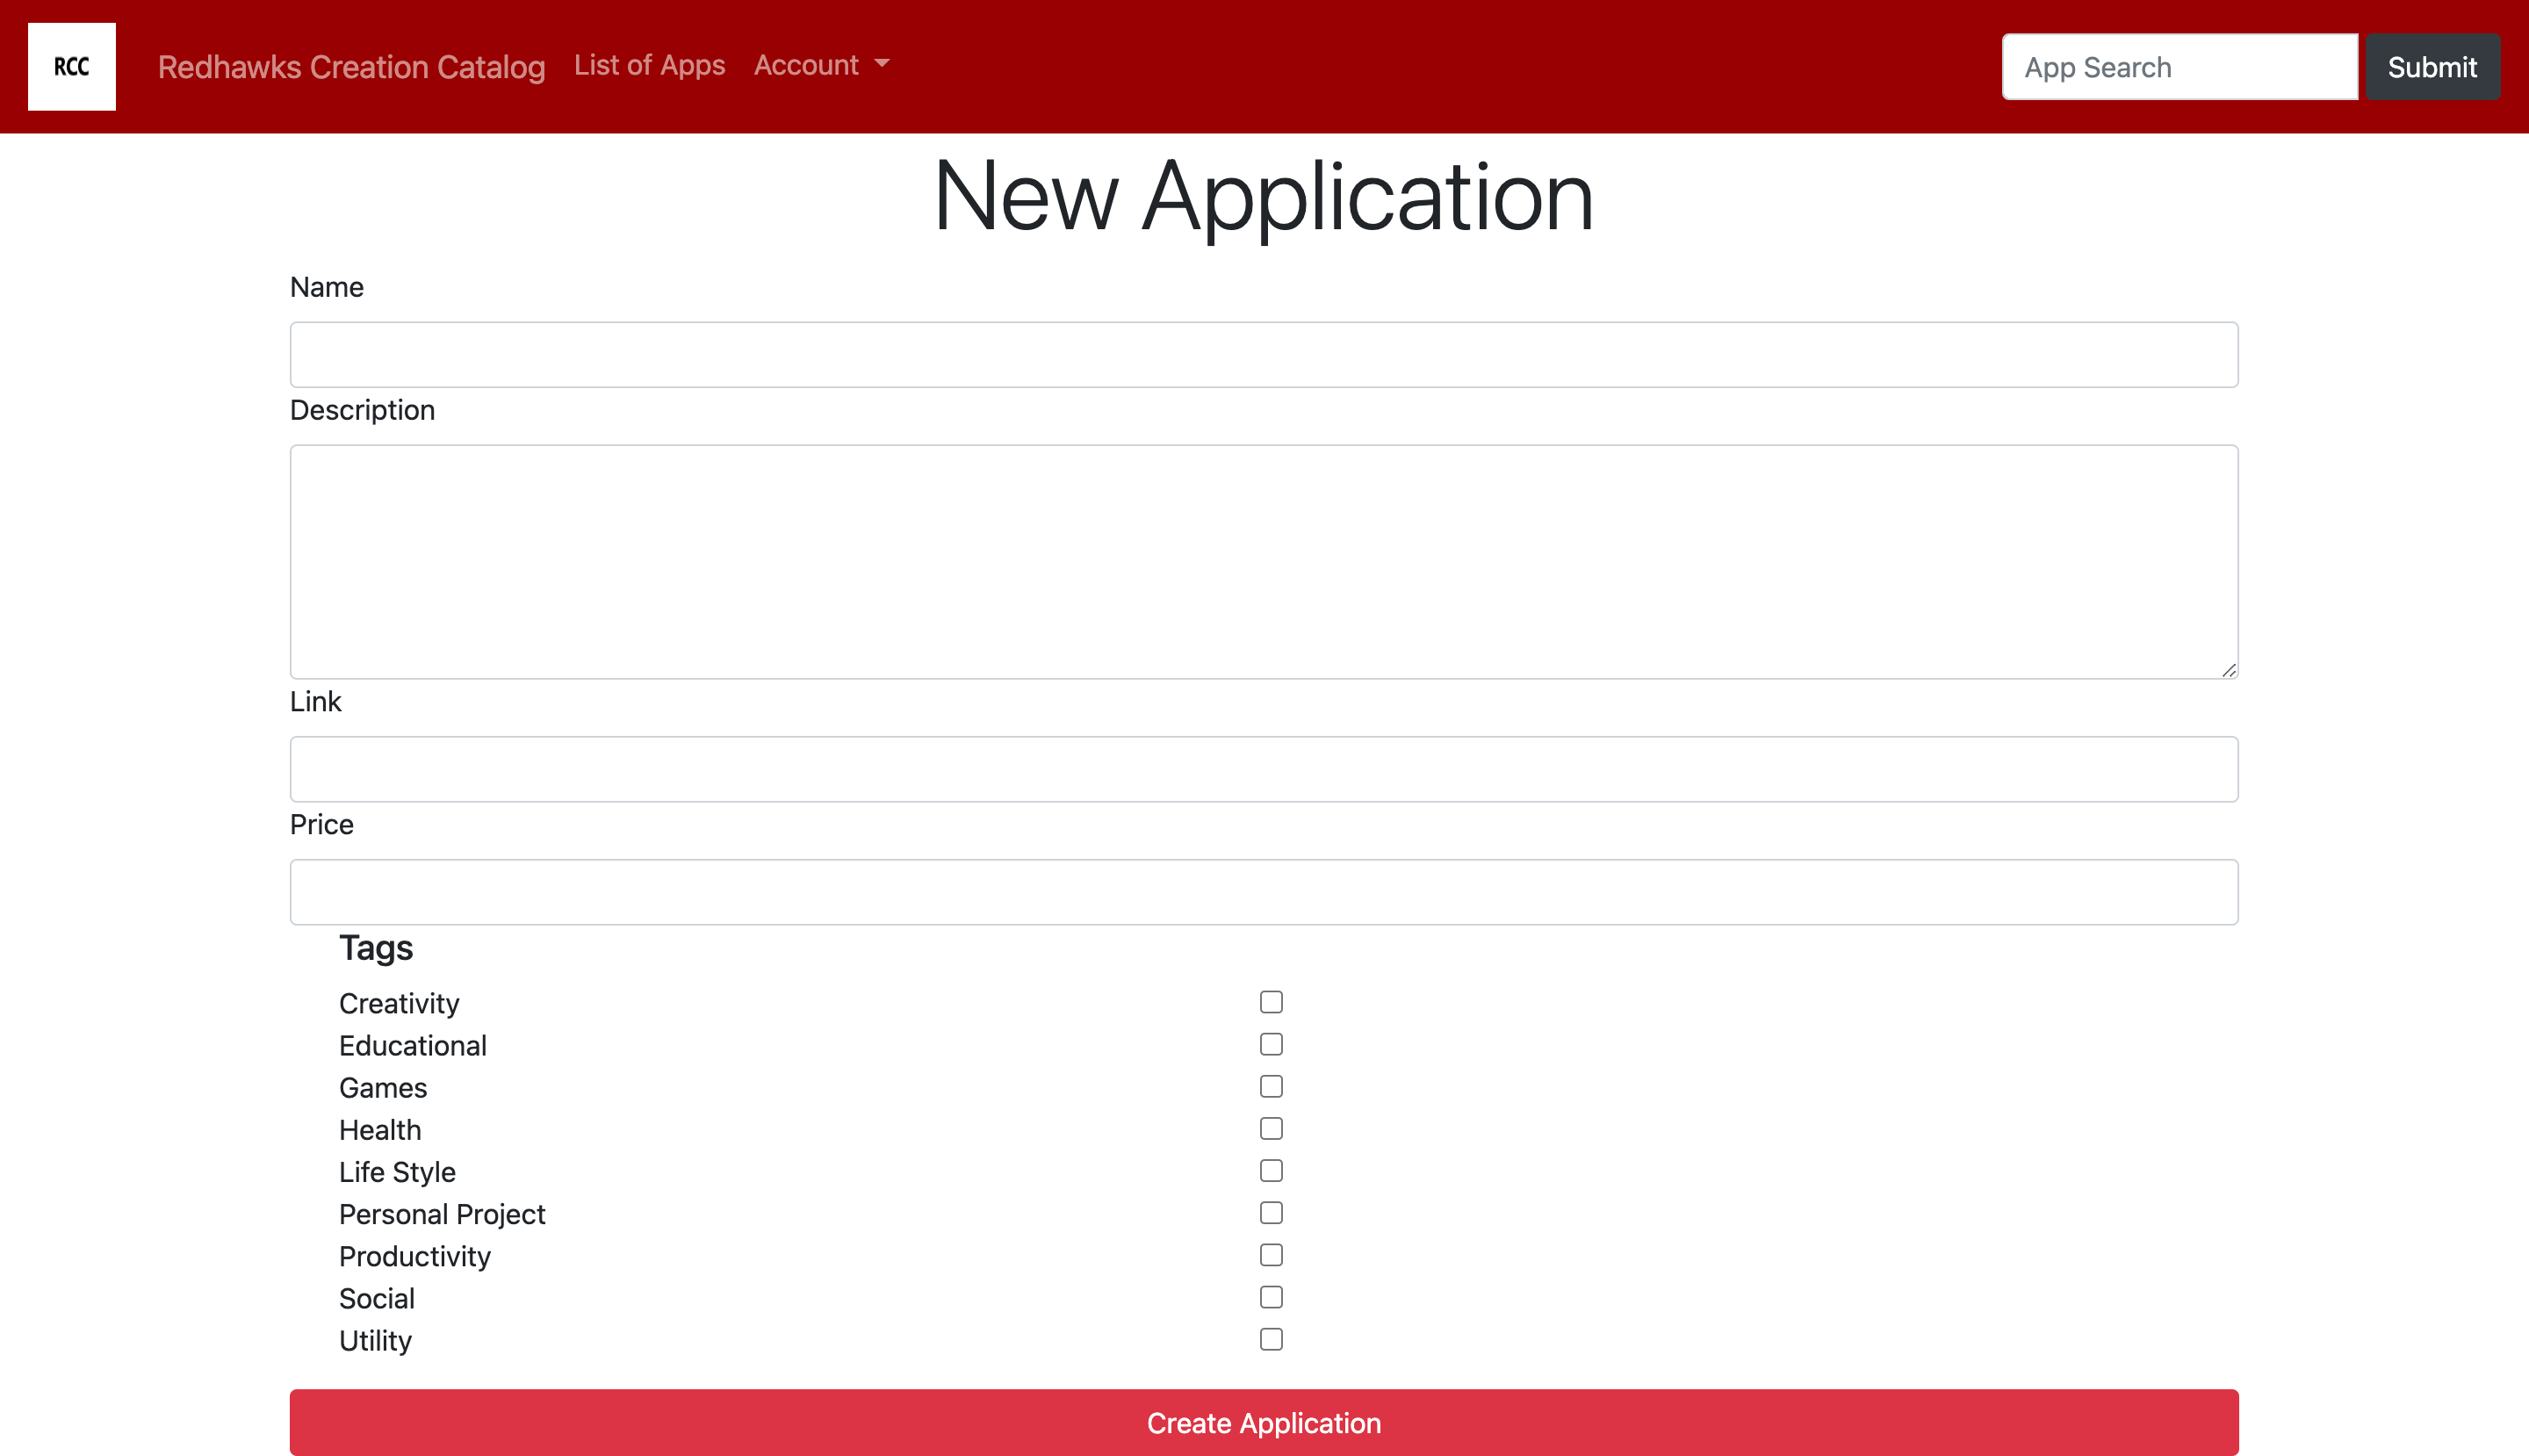 RCC
Redhawks Creation Catalog List of Apps Account App Search Submit
New Application
Name
Description
Link
Price
Tags
Creativity
Educational
Games
Health
Life Style
Personal Project
Productivity
Social
Utility
Create Application